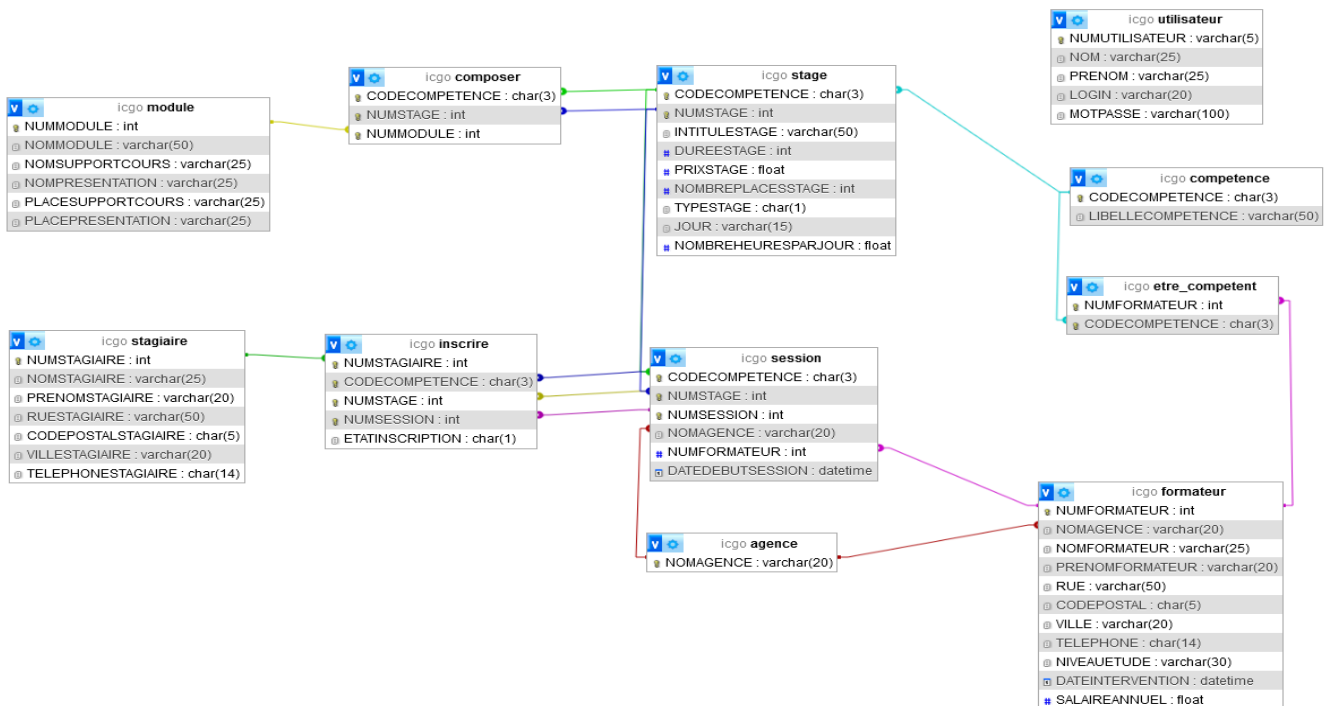 icgo utilisateur
NUMUTILISATEUR : varchar(5)
NOM : varchar(25)
PRENOM : varchar(25)
LOGIN : varchar(20)
MOTPASSE : varchar(100)
icgo composer
CODECOMPETENCE : char(3)
NUMSTAGE : int
NUMMODULE : int
icgo stage
CODECOMPETENCE : char(3)
NUMSTAGE : int
INTITULESTAGE : varchar(50)
DUREESTAGE : int
PRIXSTAGE : float
NOMBREPLACESSTAGE : int
TYPESTAGE : char(1)
JOUR : varchar(15)
NOMBREHEURESPARJOUR : float
icgo module
NUMMODULE : int
NOMMODULE : varchar(50)
NOMSUPPORTCOURS : varchar(25)
NOMPRESENTATION : varchar(25)
PLACESUPPORTCOURS : varchar(25)
PLACEPRESENTATION : varchar(25)
icgo competence
CODECOMPETENCE : char(3)
LIBELLECOMPETENCE : varchar(50)
icgo etre_competent
NUMFORMATEUR : int
CODECOMPETENCE : char(3)
icgo stagiaire
NUMSTAGIAIRE : int
NOMSTAGIAIRE : varchar(25)
PRENOMSTAGIAIRE : varchar(20)
RUESTAGIAIRE : varchar(50)
CODEPOSTALSTAGIAIRE : char(5)
VILLESTAGIAIRE : varchar(20)
TELEPHONESTAGIAIRE : char(14)
icgo inscrire
NUMSTAGIAIRE : int
CODECOMPETENCE : char(3)
NUMSTAGE : int
NUMSESSION : int
ETATINSCRIPTION : char(1)
icgo session
CODECOMPETENCE : char(3)
NUMSTAGE : int
NUMSESSION : int
NOMAGENCE : varchar(20)
NUMFORMATEUR : int
DATEDEBUTSESSION : datetime
icgo agence
NOMAGENCE : varchar(20)
icgo formateur
NUMFORMATEUR : int
NOMAGENCE : varchar(20)
NOMFORMATEUR : varchar(25)
PRENOMFORMATEUR : varchar(20)
RUE : varchar(50)
CODEPOSTAL : char(5)
VILLE : varchar(20)
TELEPHONE : char(14)
NIVEAUETUDE : varchar(30)
DATEINTERVENTION : datetime
SALAIREANNUEL : float